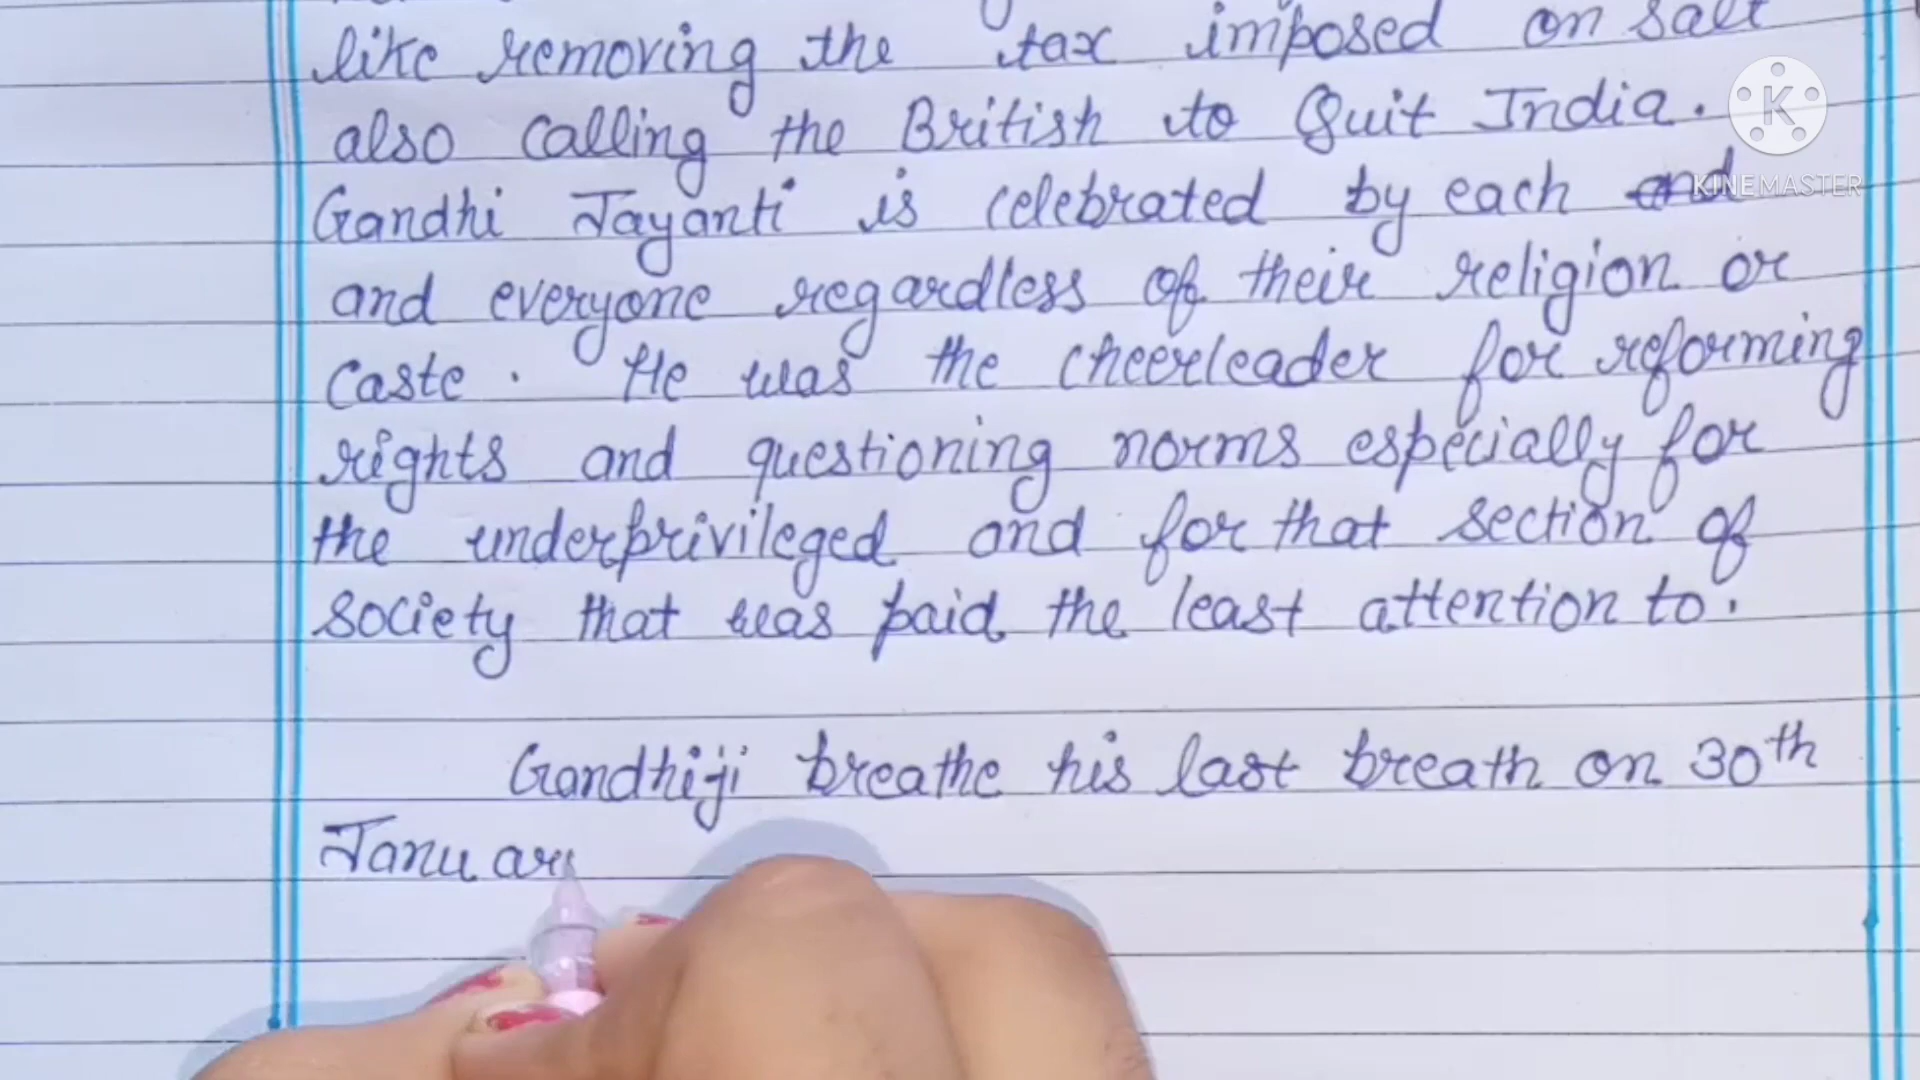 like removing the tax imposed on salt
also calling the British to Quit India.
Gandhi Jayanti is celebrated by each and
and everyone regardless of their religion or
caste. He was the cheerleader for reforming
rights and questioning norms especially for
the underprivileged and for that section of
society that was paid the least attention to.
Gandhiji breathe his last breath on 30th
Januar
K
KINEMASTER